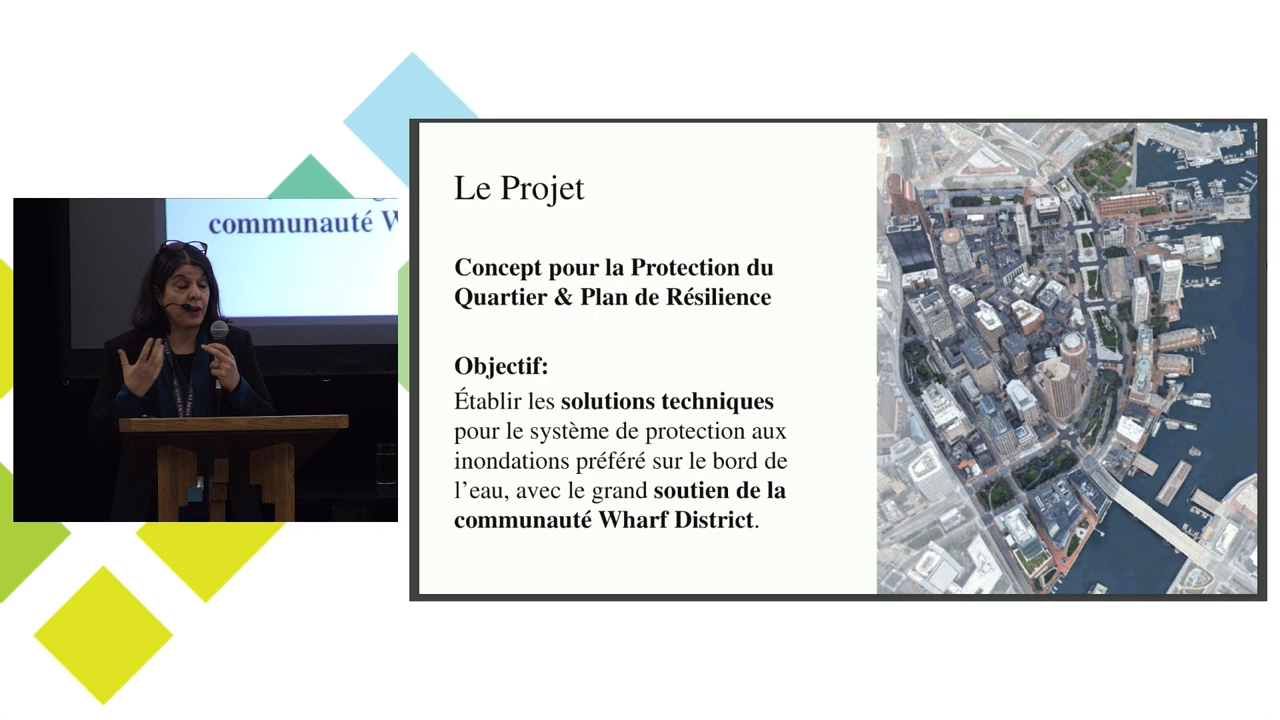 communauté W
Le Projet
Concept pour la Protection du
Quartier & Plan de Résilience
Objectif:
Établir les solutions techniques
pour le système de protection aux
inondations préféré sur le bord de
l’eau, avec le grand soutien de la
communauté Wharf District.